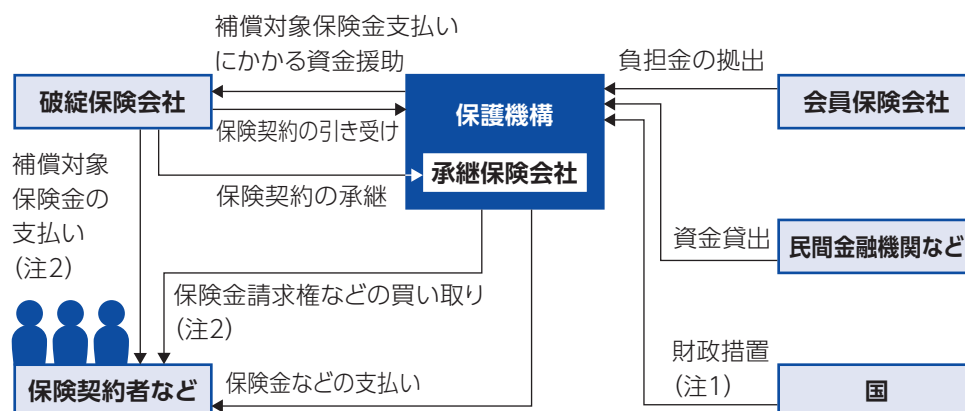 補償対象保険金支払い
にかかる資金援助
負担金の拠出
破綻保険会社
保護機構
会員保険会社
保険契約の引き受け
承継保険会社
補償対象
保険金の
支払い
(注2)
保険契約の承継
資金貸出
民間金融機関など
保険金請求権などの買い取り
(注2)
財政措置
(注1)
保険契約者など
保険金などの支払い
国